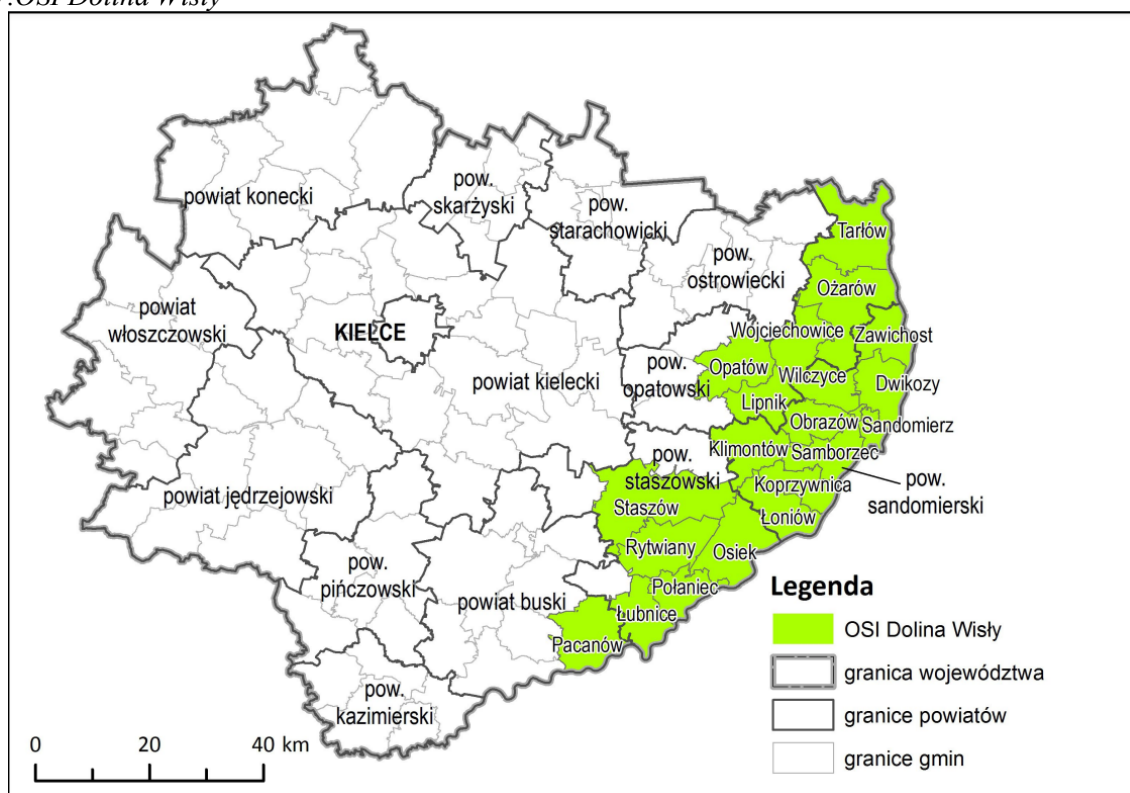 .OSI Dolina Wisły
powiat konecki
pow.
skarżyski
pow.
starachowicki
pow.
ostrowiecki
Tarłów
Ożarów
powiat
włoszczowski
KIELCE
Wojciechowice
Zawichost
powiat kielecki
pow.
opatowski
Opatów
Wilczyce
Dwikozy
Lipnik
Obrazów
Sandomierz
pow.
staszowski
Klimontów
Samborzec
pow.
sandomierski
powiat jędrzejowski
Koprzywnica
Staszów
Łoniów
Rytwiany
Osiek
pow.
pińczowski
powiat buski
Połaniec
Łubnice
Pacanów
pow.
kazimierski
Legenda
OSI Dolina Wisły
granica województwa
granice powiatów
granice gmin
0 20 40 km